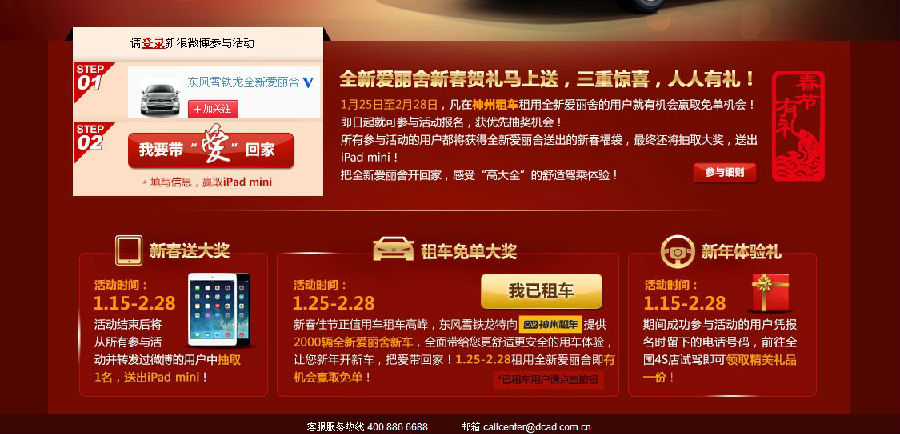 请登录新浪微博参与活动
STEP 01
东风雪铁龙全新爱丽舍 V
+加关注
STEP 02
我要带“爱”回家
填写信息，赢取iPad mini
全新爱丽舍新春贺礼马上送，三重惊喜，人人有礼！
1月25日至2月28日，凡在神州租车租用全新爱丽舍的用户就有机会赢取免单机会！
即日起就可参与活动报名，获优先抽奖机会！
所有参与活动的用户都将获得全新爱丽舍送出的新春福袋，最终还将抽取大奖，送出
iPad mini！
把全新爱丽舍开回家，感受“高大全”的舒适驾乘体验！
参与细则
春节有礼
新春送大奖
活动时间：
1.15-2.28
活动结束后将
从所有参与活
动并转发过微博的用户中抽取
1名，送出iPad mini！
租车免单大奖
活动时间：
1.25-2.28
我已租车
新春佳节正值用车租车高峰，东风雪铁龙特向 神州租车 提供
2000辆全新爱丽舍新车，全面带给您更舒适更安全的用车体验，
让您新年开新车，把爱带回家！1.25-2.28租用全新爱丽舍即有
机会赢取免单！
*已租车用户请点击按钮
新年体验礼
活动时间：
1.15-2.28
期间成功参与活动的用户凭报
名时留下的电话号码，前往全
国4S店试驾即可领取精美礼品
一份！
客服服务热线 400 886 6688 邮箱 callcenter@dcad.com.cn